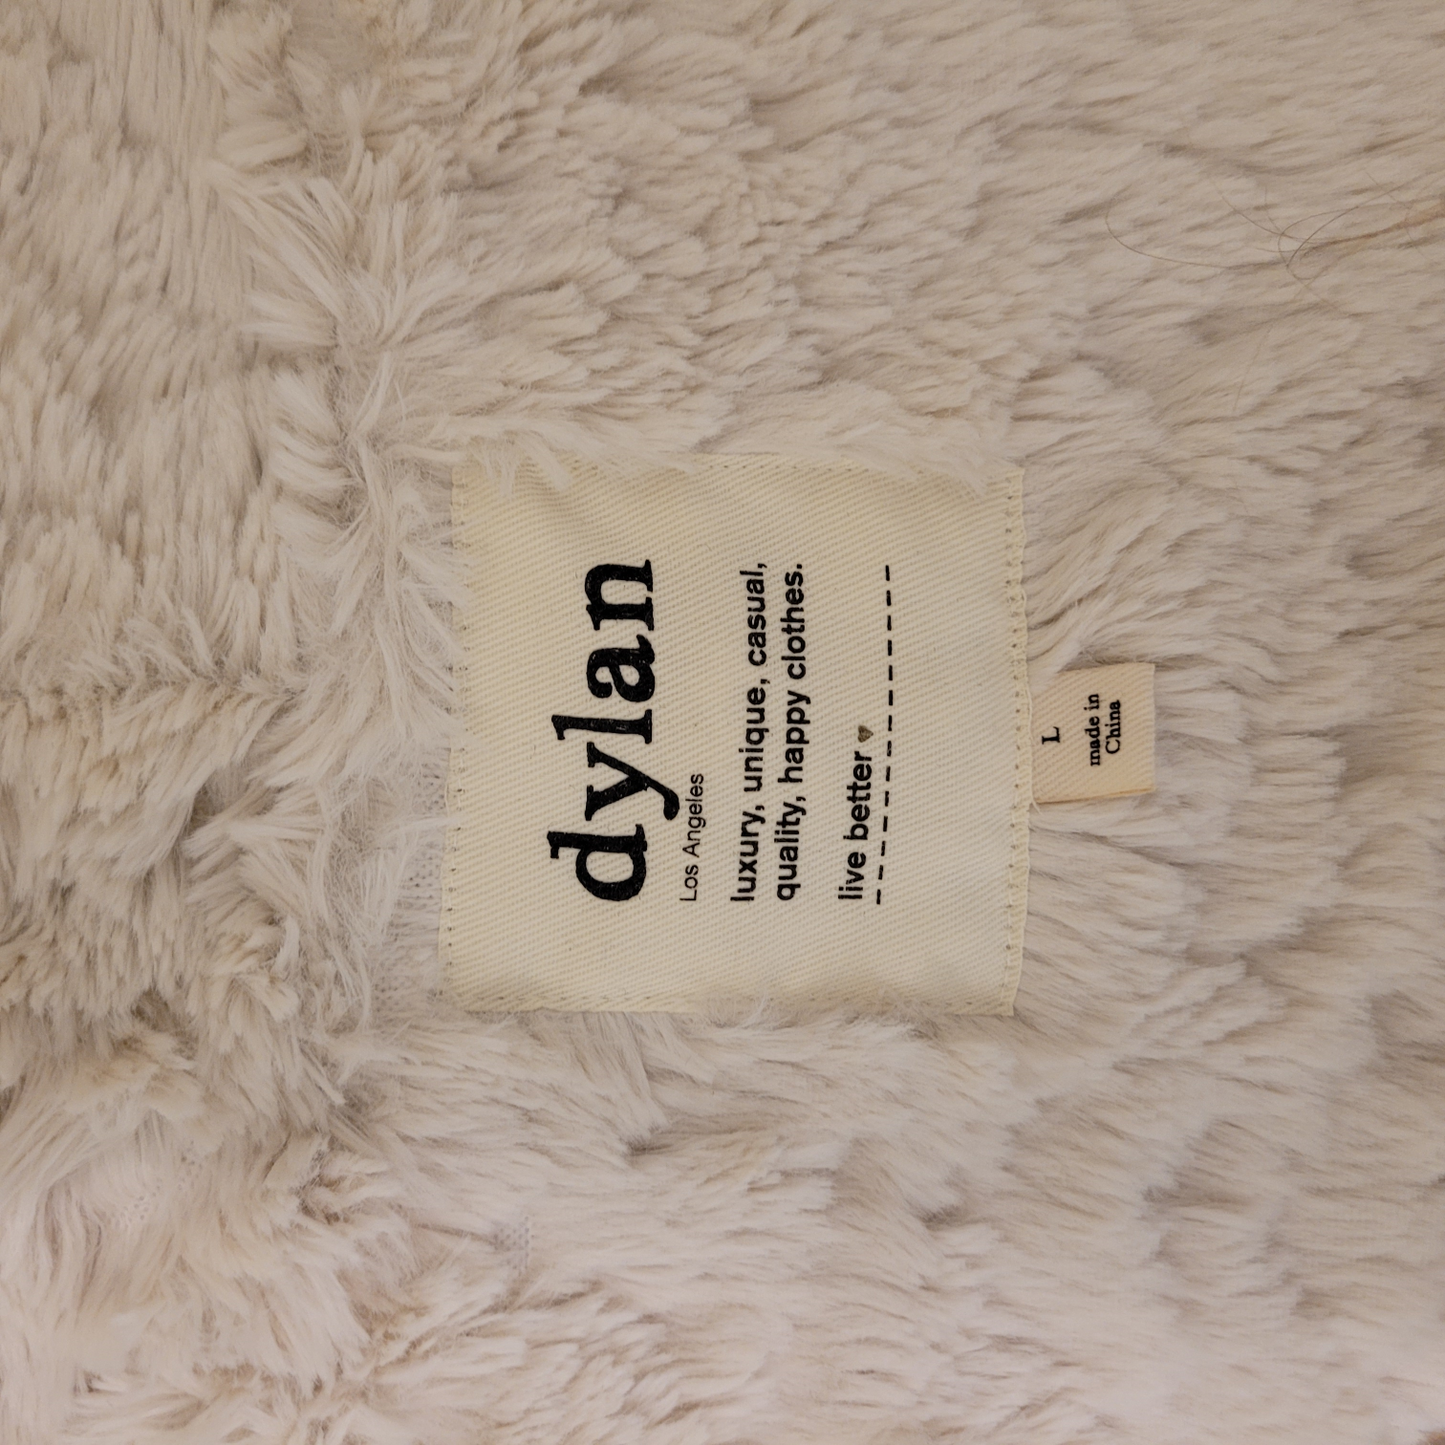 dylan
Los Angeles
luxury, unique, casual,
quality, happy clothes.
live better
L
made in
China